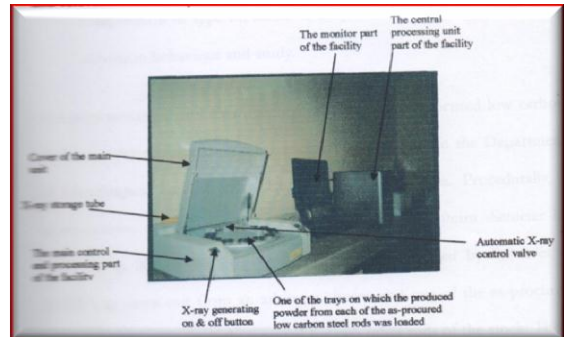 The monitor part
of the facility
The central
processing unit
part of the facility
Cover of the main
unit
X-ray storage tube
The main control
and processing part
of the facility
Automatic X-ray
control valve
X-ray generating
on & off button
One of the trays on which the produced
powder from each of the as-procured
low carbon steel rods was loaded